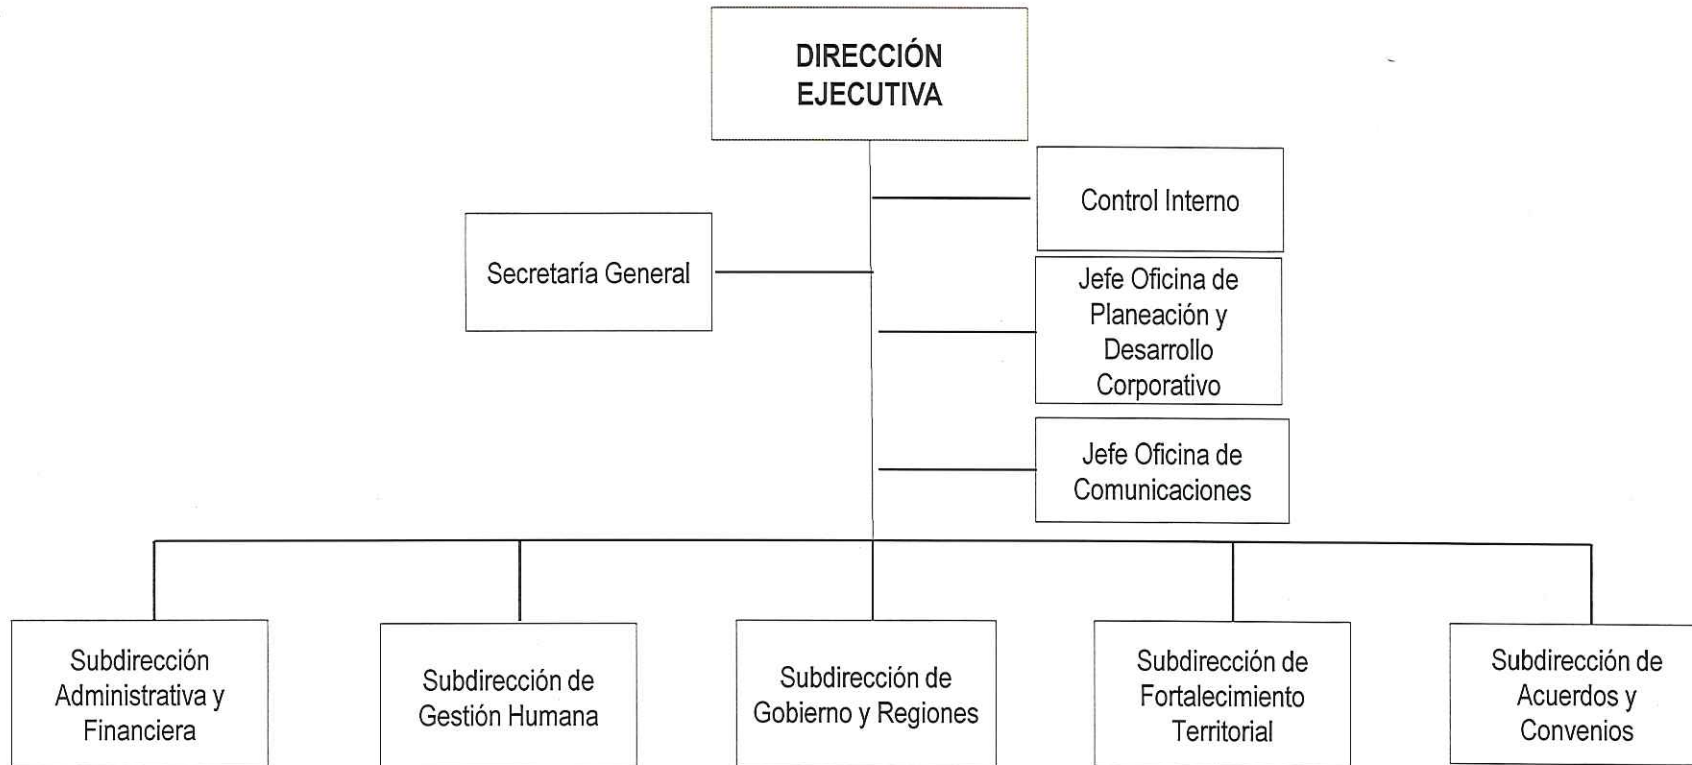 DIRECCIÓN
EJECUTIVA
Control Interno
Secretaría General
Jefe Oficina de
Planeación y
Desarrollo
Corporativo
Jefe Oficina de
Comunicaciones
Subdirección
Administrativa y
Financiera
Subdirección de
Gestión Humana
Subdirección de
Gobierno y Regiones
Subdirección de
Fortalecimiento
Territorial
Subdirección de
Acuerdos y
Convenios